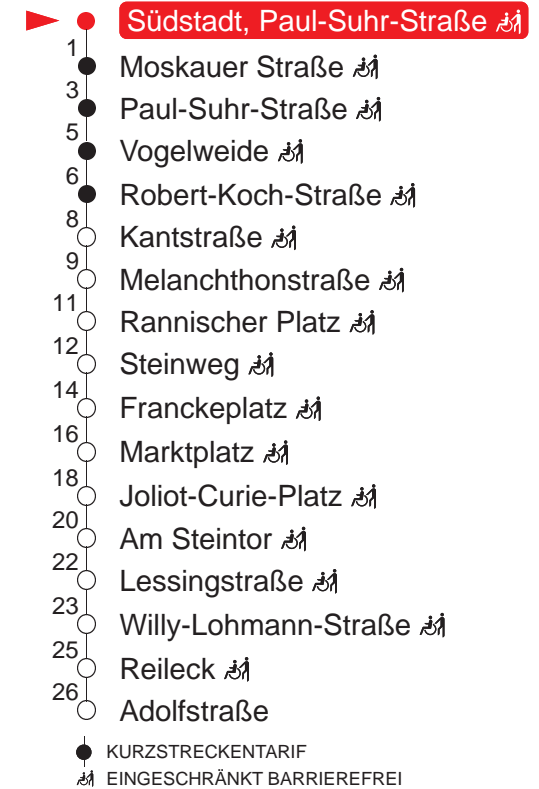 Südstadt, Paul-Suhr-Straße
1
Moskauer Straße
3
Paul-Suhr-Straße
5
Vogelweide
6
Robert-Koch-Straße
8
Kantstraße
9
Melanchthonstraße
11
Rannischer Platz
12
Steinweg
14
Franckeplatz
16
Marktplatz
18
Joliot-Curie-Platz
20
Am Steintor
22
Lessingstraße
23
Willy-Lohmann-Straße
25
Reileck
26
Adolfstraße
KURZSTRECKENTARIF
EINGESCHRÄNKT BARRIEREFREI